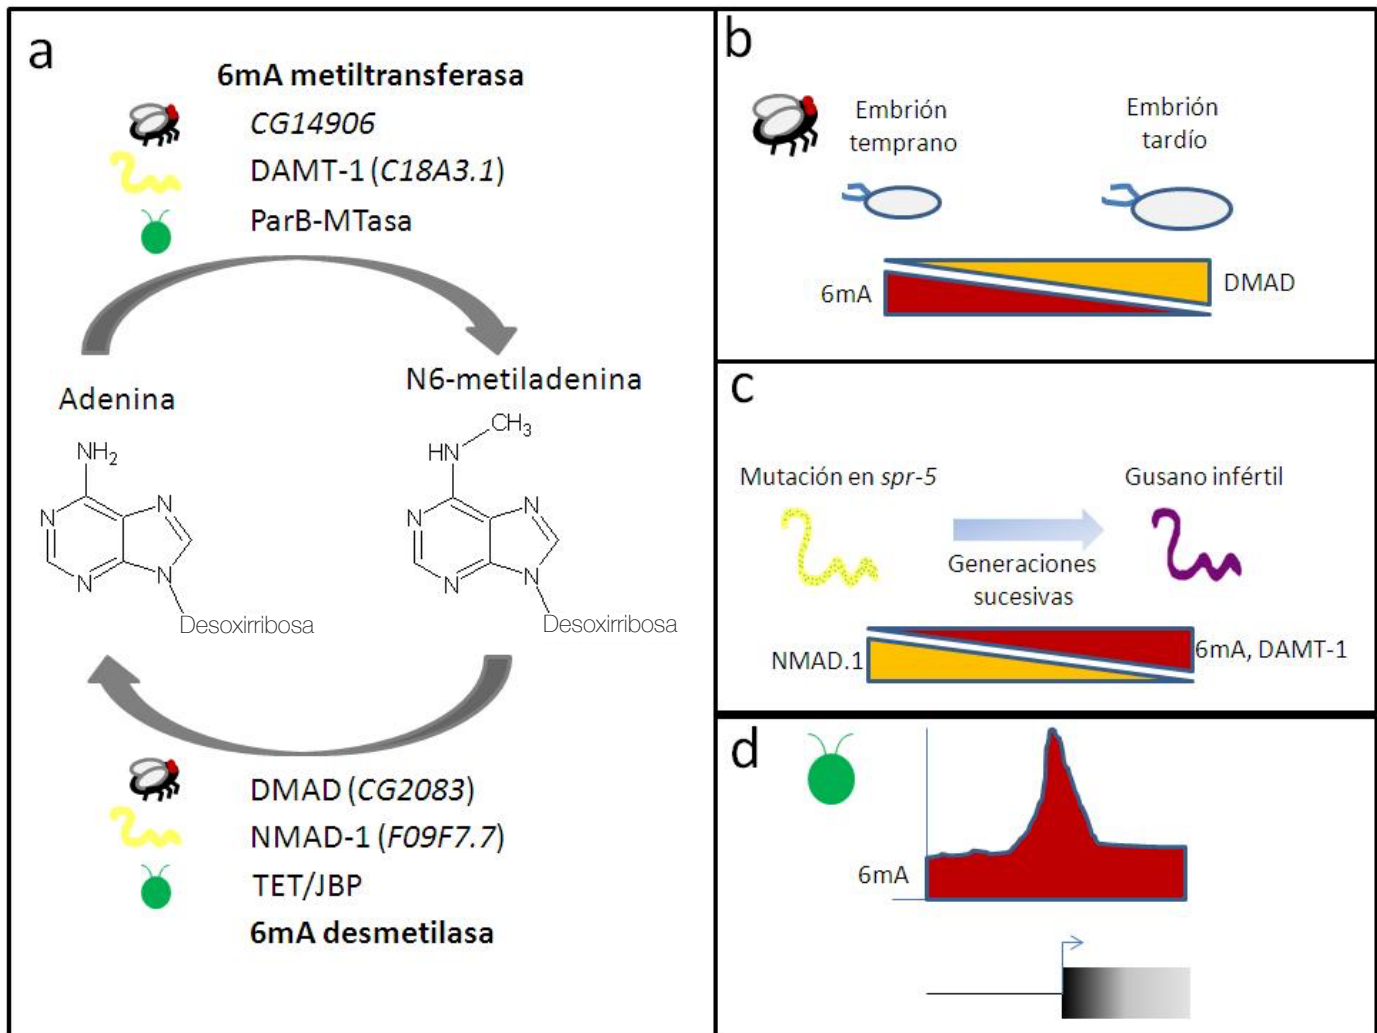 a
6mA metiltransferasa
CG14906
DAMT-1 (C18A3.1)
ParB-MTasa
Adenina
N6-metiladenina
NH2
N
N
N
N
Desoxirribosa
CH3
HN
N
N
N
N
Desoxirribosa
DMAD (CG2083)
NMAD-1 (F09F7.7)
TET/JBP
6mA desmetilasa
b
Embrión
temprano
Embrión
tardío
6mA
DMAD
c
Mutación en spr-5
Gusano infértil
Generaciones
sucesivas
NMAD.1
6mA, DAMT-1
d
6mA